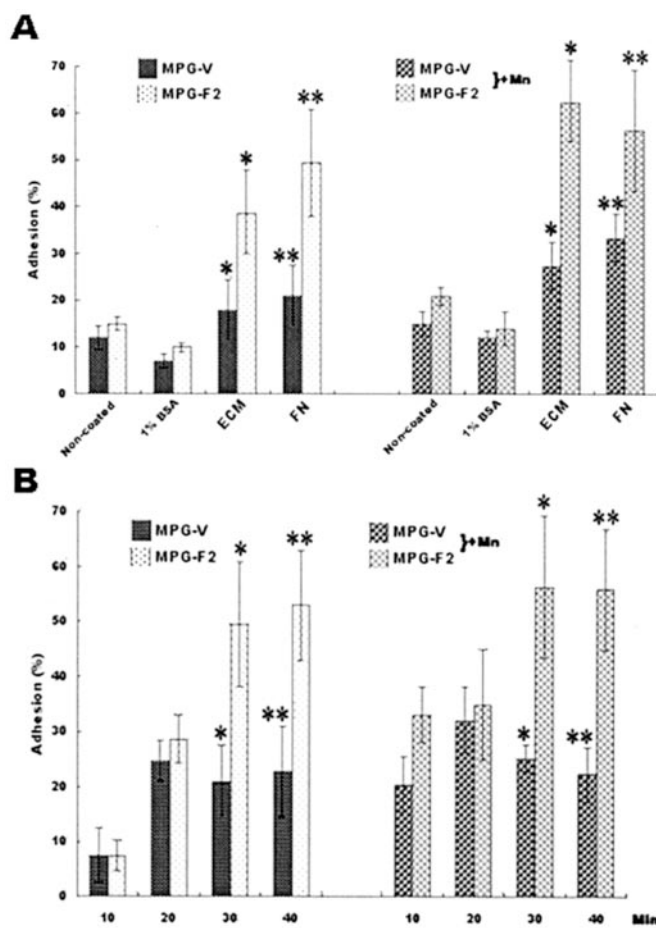 A
70
60
50
40
30
20
10
0
Adhesion (%)
MPG-V
MPG-F2
MPG-V
MPG-F2
}+Mn
* ** * **
* ** * **
Non-coated 1% BSA ECM FN Non-coated 1% BSA ECM FN
B
70
60
50
40
30
20
10
0
Adhesion (%)
MPG-V
MPG-F2
MPG-V
MPG-F2
}+Mn
* ** * **
* ** * **
10 20 30 40 10 20 30 40 Min